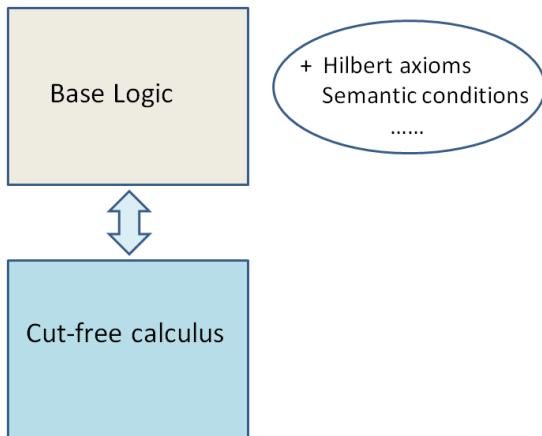 Base Logic
+ Hilbert axioms
Semantic conditions
......
Cut-free calculus